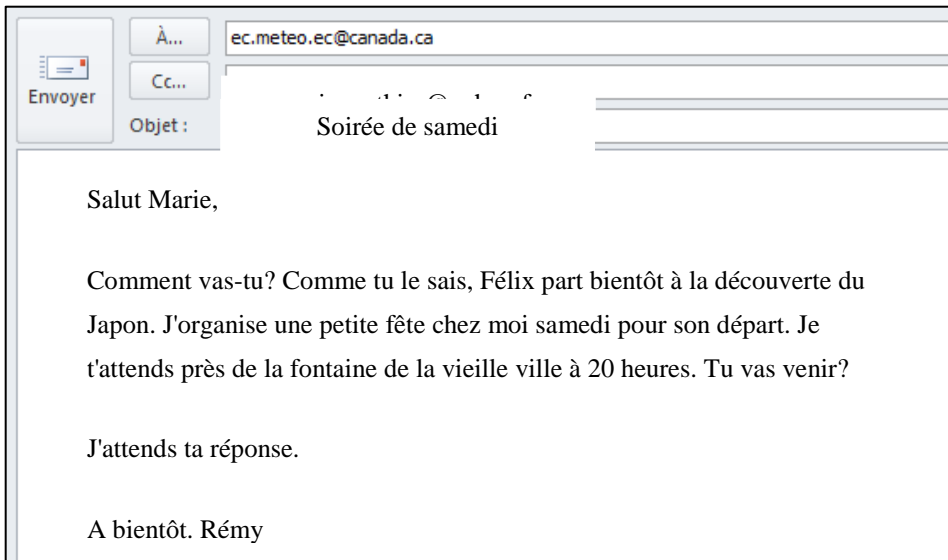 À...
ec.meteo.ec@canada.ca
Cc...
Envoyer
Objet :
Soirée de samedi
Salut Marie,
Comment vas-tu? Comme tu le sais, Félix part bientôt à la découverte du
Japon. J'organise une petite fête chez moi samedi pour son départ. Je
t'attends près de la fontaine de la vieille ville à 20 heures. Tu vas venir?
J'attends ta réponse.
A bientôt. Rémy